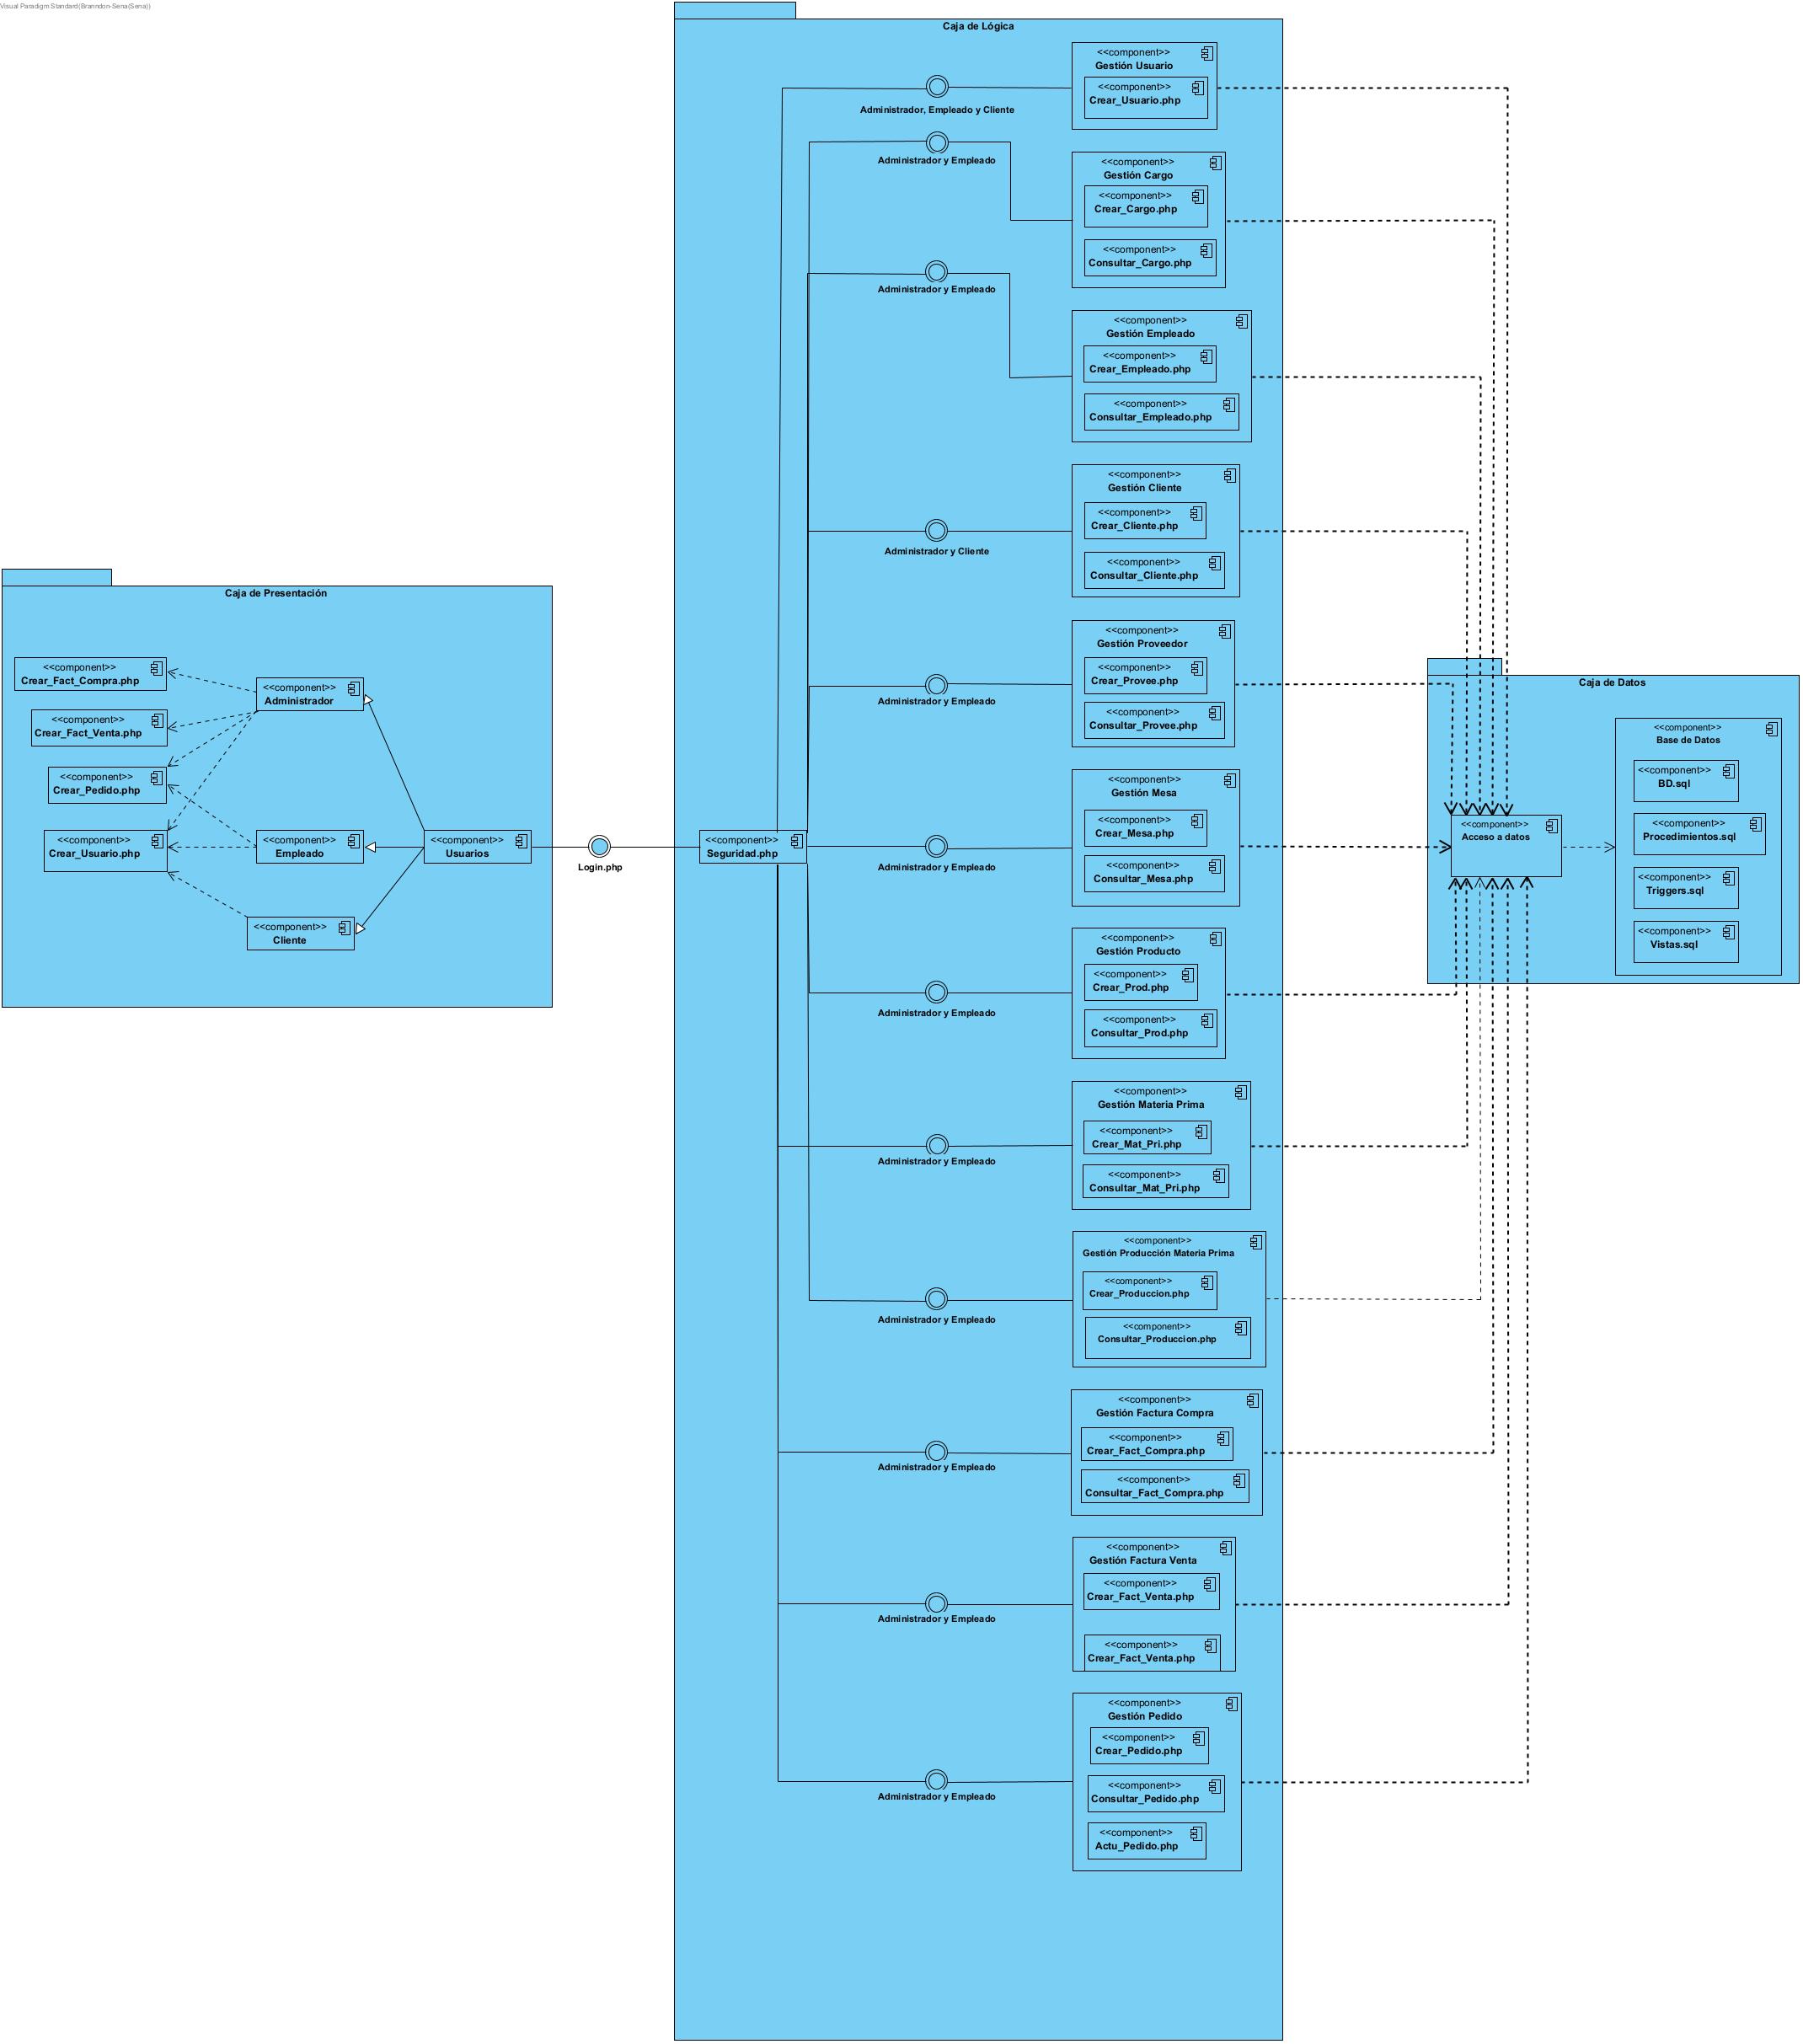 Visual Paradigm Standard(Branndon-Sena(Sena))
Caja de Presentación
<<component>>
Crear_Fact_Compra.php
<<component>>
Crear_Fact_Venta.php
<<component>>
Crear_Pedido.php
<<component>>
Crear_Usuario.php
<<component>>
Administrador
<<component>>
Empleado
<<component>>
Cliente
<<component>>
Usuarios
Login.php
Caja de Lógica
<<component>>
Seguridad.php
Administrador, Empleado y Cliente
Administrador y Empleado
Administrador y Empleado
Administrador y Cliente
Administrador y Empleado
Administrador y Empleado
Administrador y Empleado
Administrador y Empleado
Administrador y Empleado
Administrador y Empleado
Administrador y Empleado
Administrador y Empleado
<<component>>
Gestión Usuario
<<component>>
Crear_Usuario.php
<<component>>
Gestión Cargo
<<component>>
Crear_Cargo.php
<<component>>
Consultar_Cargo.php
<<component>>
Gestión Empleado
<<component>>
Crear_Empleado.php
<<component>>
Consultar_Empleado.php
<<component>>
Gestión Cliente
<<component>>
Crear_Cliente.php
<<component>>
Consultar_Cliente.php
<<component>>
Gestión Proveedor
<<component>>
Crear_Provee.php
<<component>>
Consultar_Provee.php
<<component>>
Gestión Mesa
<<component>>
Crear_Mesa.php
<<component>>
Consultar_Mesa.php
<<component>>
Gestión Producto
<<component>>
Crear_Prod.php
<<component>>
Consultar_Prod.php
<<component>>
Gestión Materia Prima
<<component>>
Crear_Mat_Pri.php
<<component>>
Consultar_Mat_Pri.php
<<component>>
Gestión Producción Materia Prima
<<component>>
Crear_Produccion.php
<<component>>
Consultar_Produccion.php
<<component>>
Gestión Factura Compra
<<component>>
Crear_Fact_Compra.php
<<component>>
Consultar_Fact_Compra.php
<<component>>
Gestión Factura Venta
<<component>>
Crear_Fact_Venta.php
<<component>>
Crear_Fact_Venta.php
<<component>>
Gestión Pedido
<<component>>
Crear_Pedido.php
<<component>>
Consultar_Pedido.php
<<component>>
Actu_Pedido.php
Caja de Datos
<<component>>
Acceso a datos
<<component>>
Base de Datos
<<component>>
BD.sql
<<component>>
Procedimientos.sql
<<component>>
Triggers.sql
<<component>>
Vistas.sql